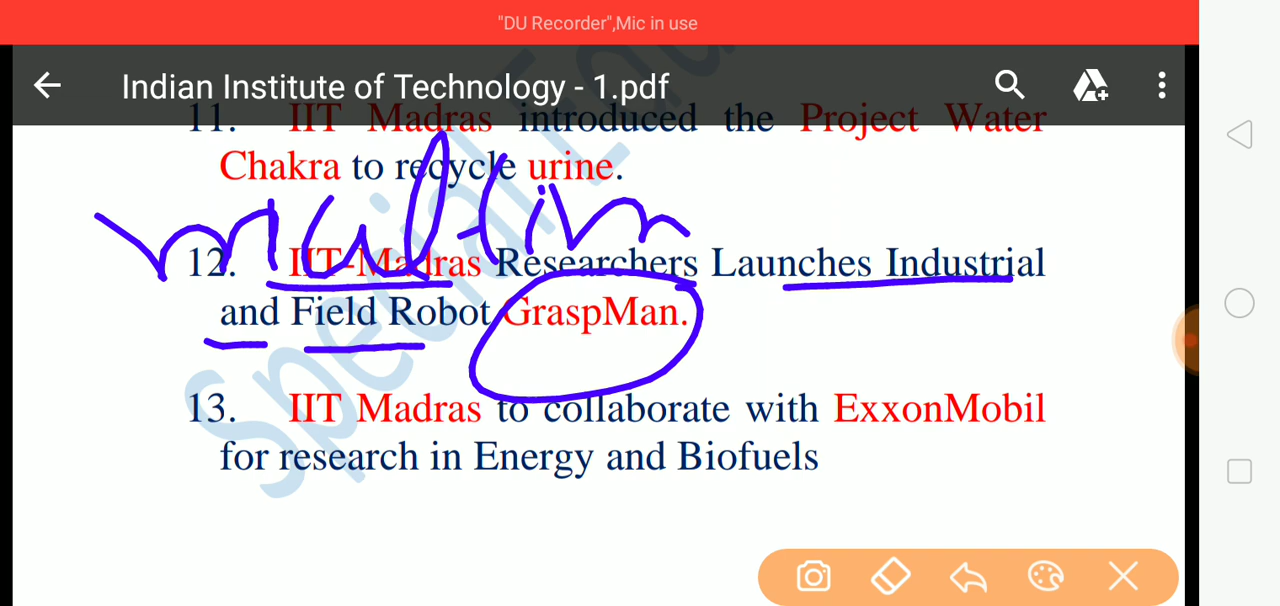 "DU Recorder",Mic in use
Indian Institute of Technology - 1.pdf
11. IIT Madras introduced the Project Water
Chakra to recycle urine.
12. IIT-Madras Researchers Launches Industrial
and Field Robot GraspMan.
13. IIT Madras to collaborate with ExxonMobil
for research in Energy and Biofuels